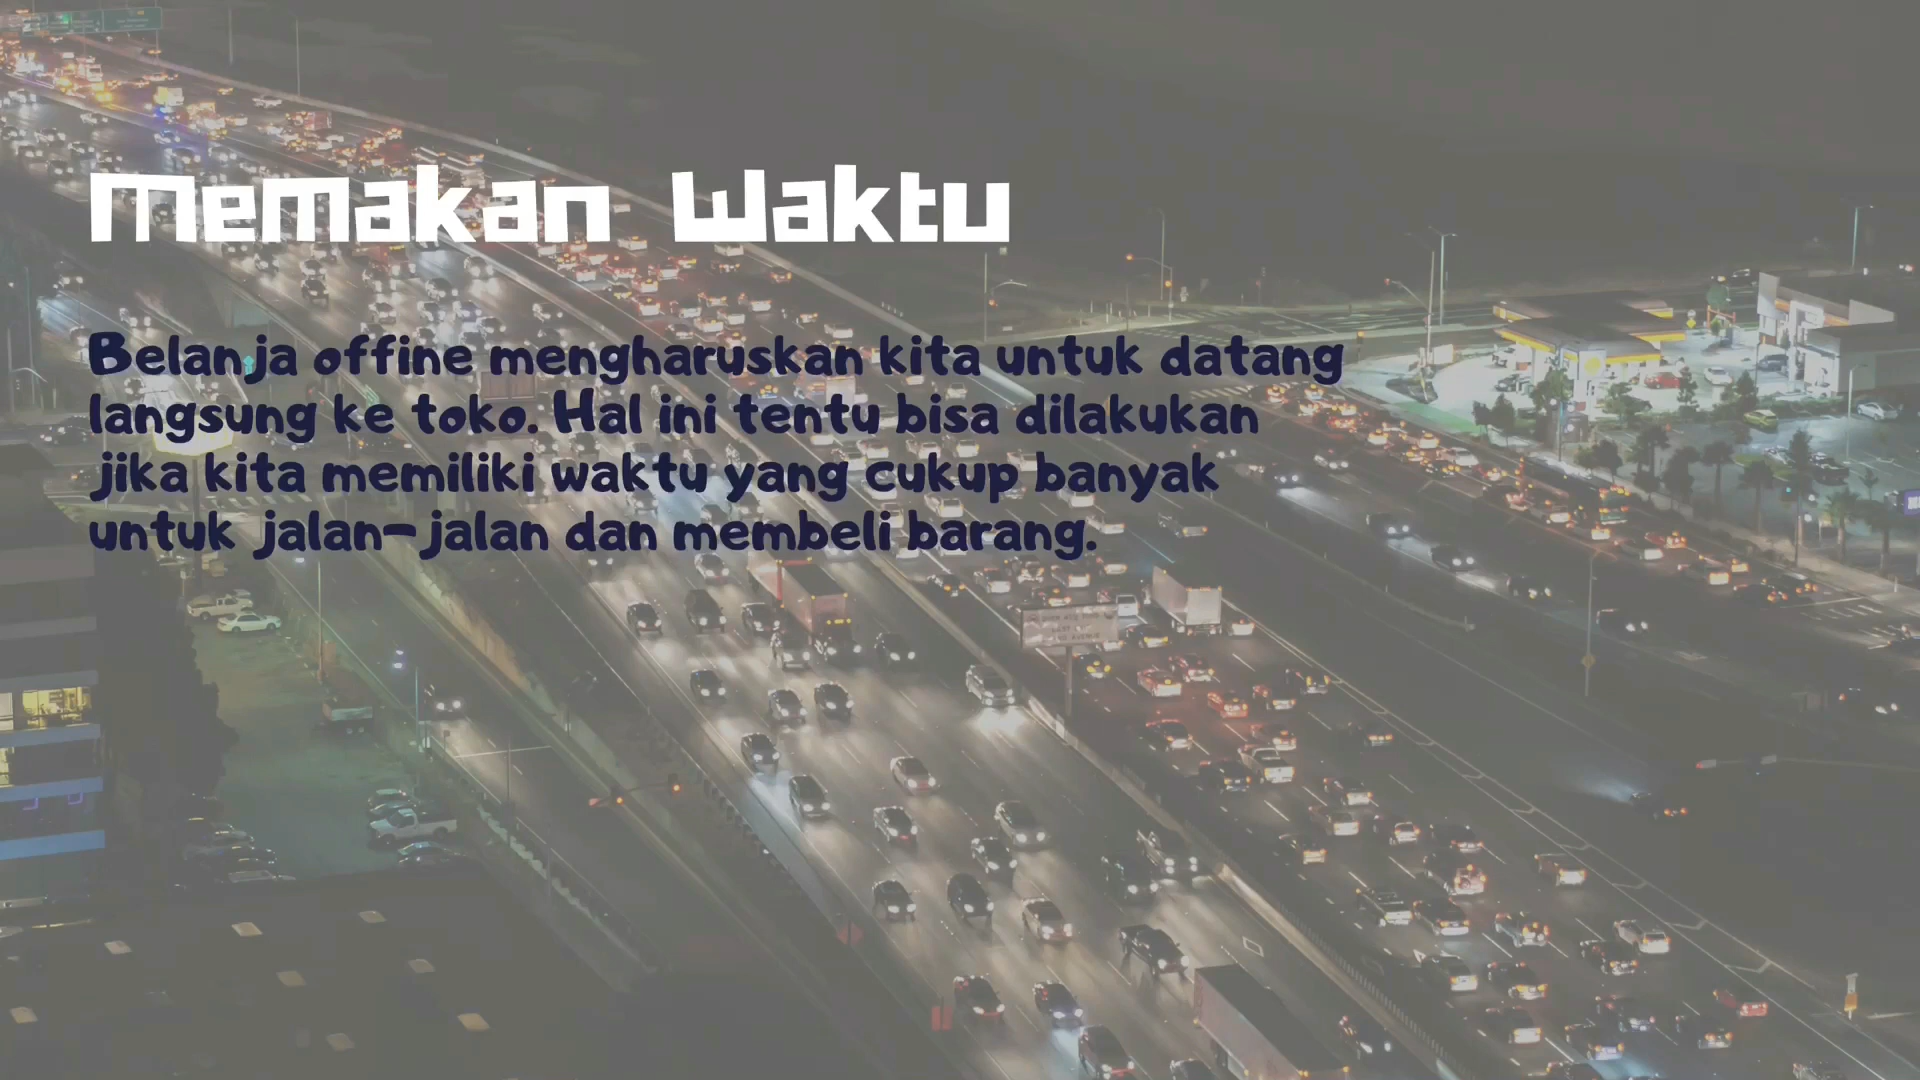 Memakan Waktu
Belanja offine mengharuskan kita untuk datang
langsung ke toko. Hal ini tentu bisa dilakukan
jika kita memiliki waktu yang cukup banyak
untuk jalan-jalan dan membeli barang.